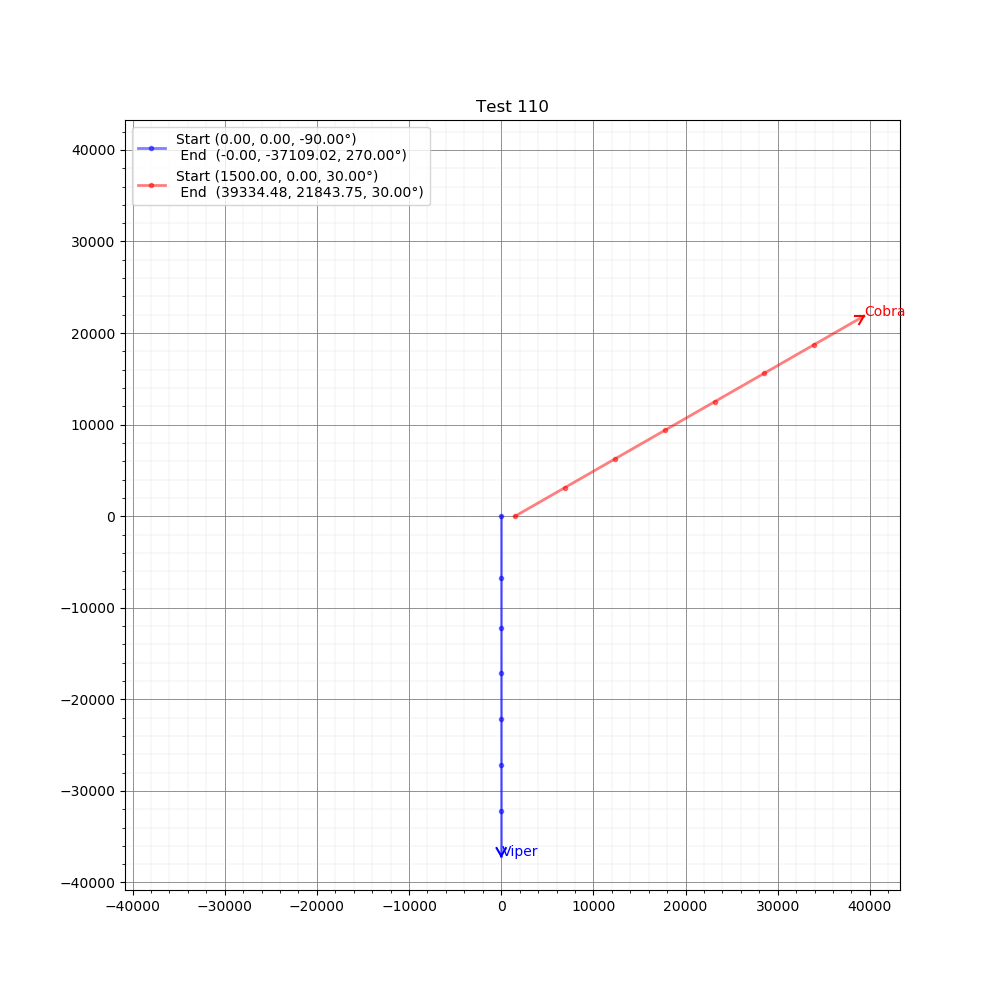 Test 110
Start (0.00, 0.00, -90.00°)
End (-0.00, -37109.02, 270.00°)
Start (1500.00, 0.00, 30.00°)
End (39334.48, 21843.75, 30.00°)
40000
30000
20000
10000
0
−10000
−20000
−30000
−40000
Cobra
Viper
−40000 −30000 −20000 −10000 0 10000 20000 30000 40000